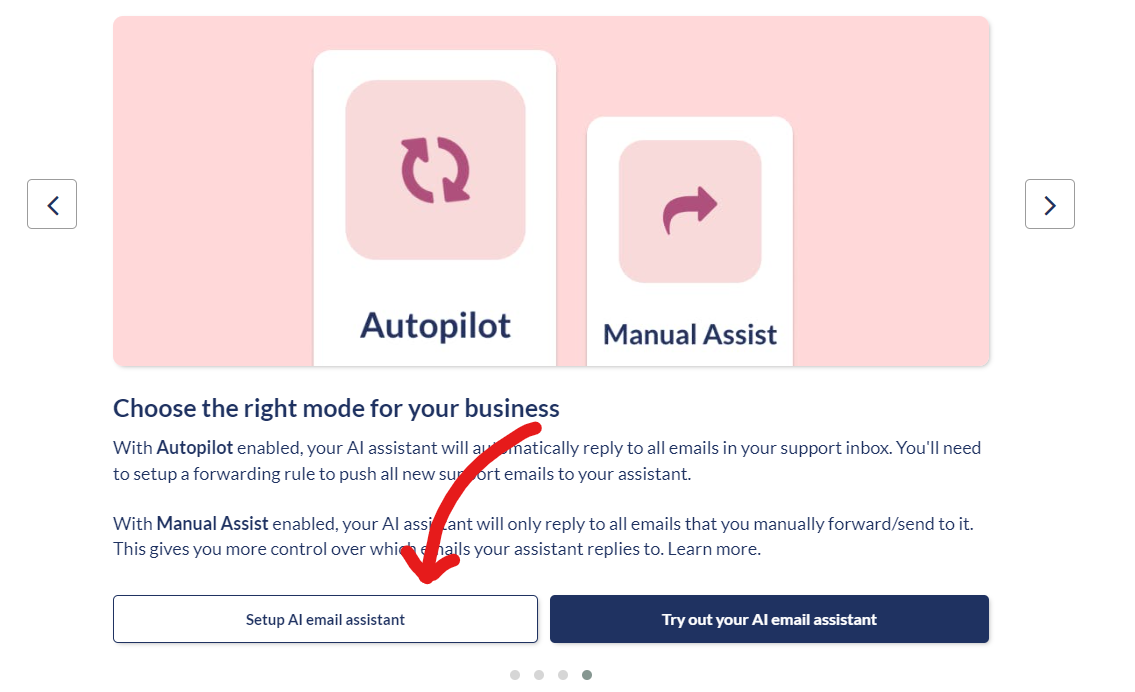 Autopilot
Manual Assist
Choose the right mode for your business
With Autopilot enabled, your AI assistant will automatically reply to all emails in your support inbox. You'll need
to setup a forwarding rule to push all new support emails to your assistant.
With Manual Assist enabled, your AI assistant will only reply to all emails that you manually forward/send to it.
This gives you more control over which emails your assistant replies to. Learn more.
Setup AI email assistant
Try out your AI email assistant